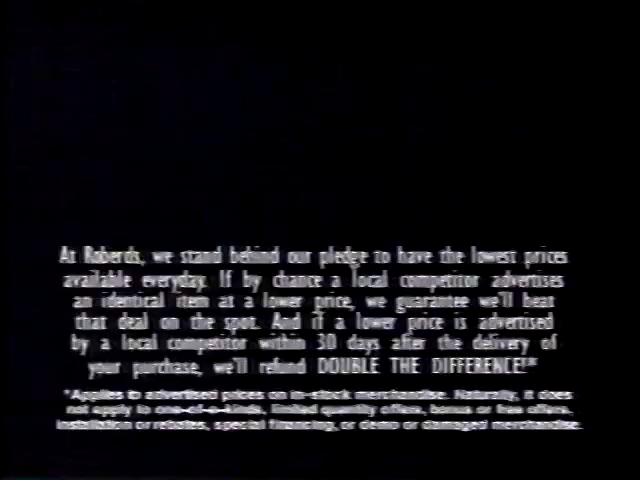 At Roberds, we stand behind our pledge to have the lowest prices
available everyday. If by chance a local competitor advertises
an identical item at a lower price, we guarantee we'll beat
that deal on the spot. And if a lower price is advertised
by a local competitor within 30 days after the delivery of
your purchase, we'll refund DOUBLE THE DIFFERENCE!*
*Applies to advertised prices on in-stock merchandise. Naturally, it does
not apply to one-of-a-kinds, limited quantity offers, bonus or free offers,
installation or rebates, special financing, or demo or damaged merchandise.